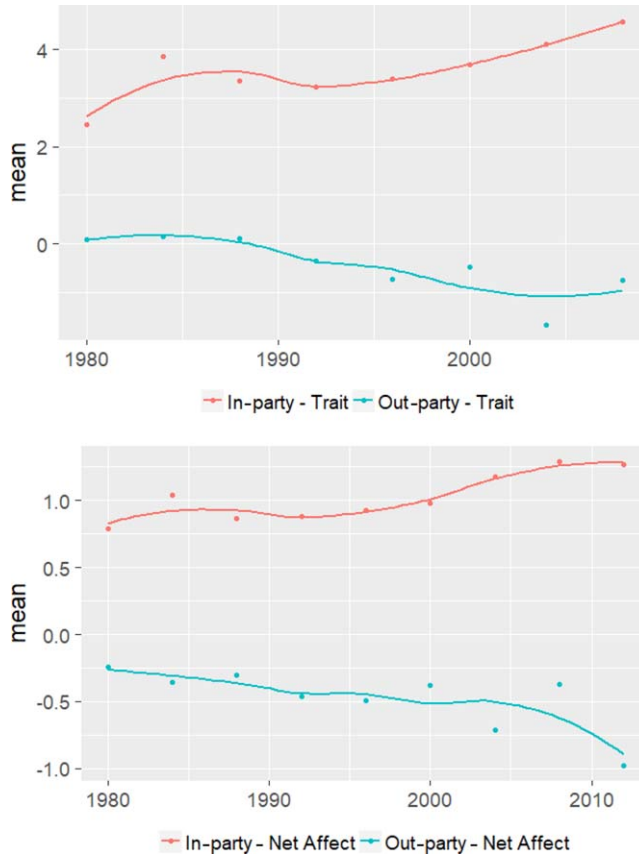 mean
4
2
0
1980 1990 2000
In-party - Trait Out-party - Trait
mean
1.0
0.5
0.0
-0.5
-1.0
1980 1990 2000 2010
In-party - Net Affect Out-party - Net Affect